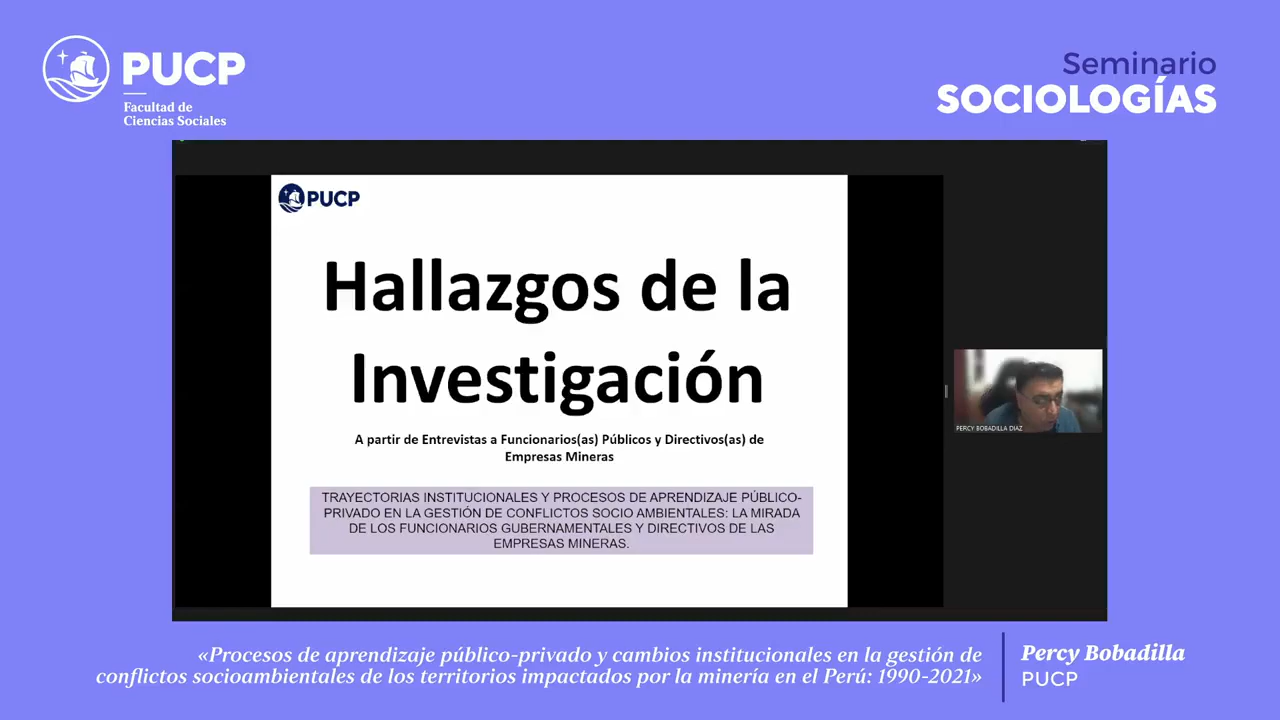 PUCP
Facultad de
Ciencias Sociales
Seminario
SOCIOLOGÍAS
PUCP
Hallazgos de la
Investigación
A partir de Entrevistas a Funcionarios(as) Públicos y Directivos(as) de
Empresas Mineras
TRAYECTORIAS INSTITUCIONALES Y PROCESOS DE APRENDIZAJE PÚBLICO-
PRIVADO EN LA GESTIÓN DE CONFLICTOS SOCIO AMBIENTALES: LA MIRADA
DE LOS FUNCIONARIOS GUBERNAMENTALES Y DIRECTIVOS DE LAS
EMPRESAS MINERAS.
PERCY BOBADILLA DIAZ
«Procesos de aprendizaje público-privado y cambios institucionales en la gestión de
conflictos socioambientales de los territorios impactados por la minería en el Perú: 1990-2021»
Percy Bobadilla
PUCP